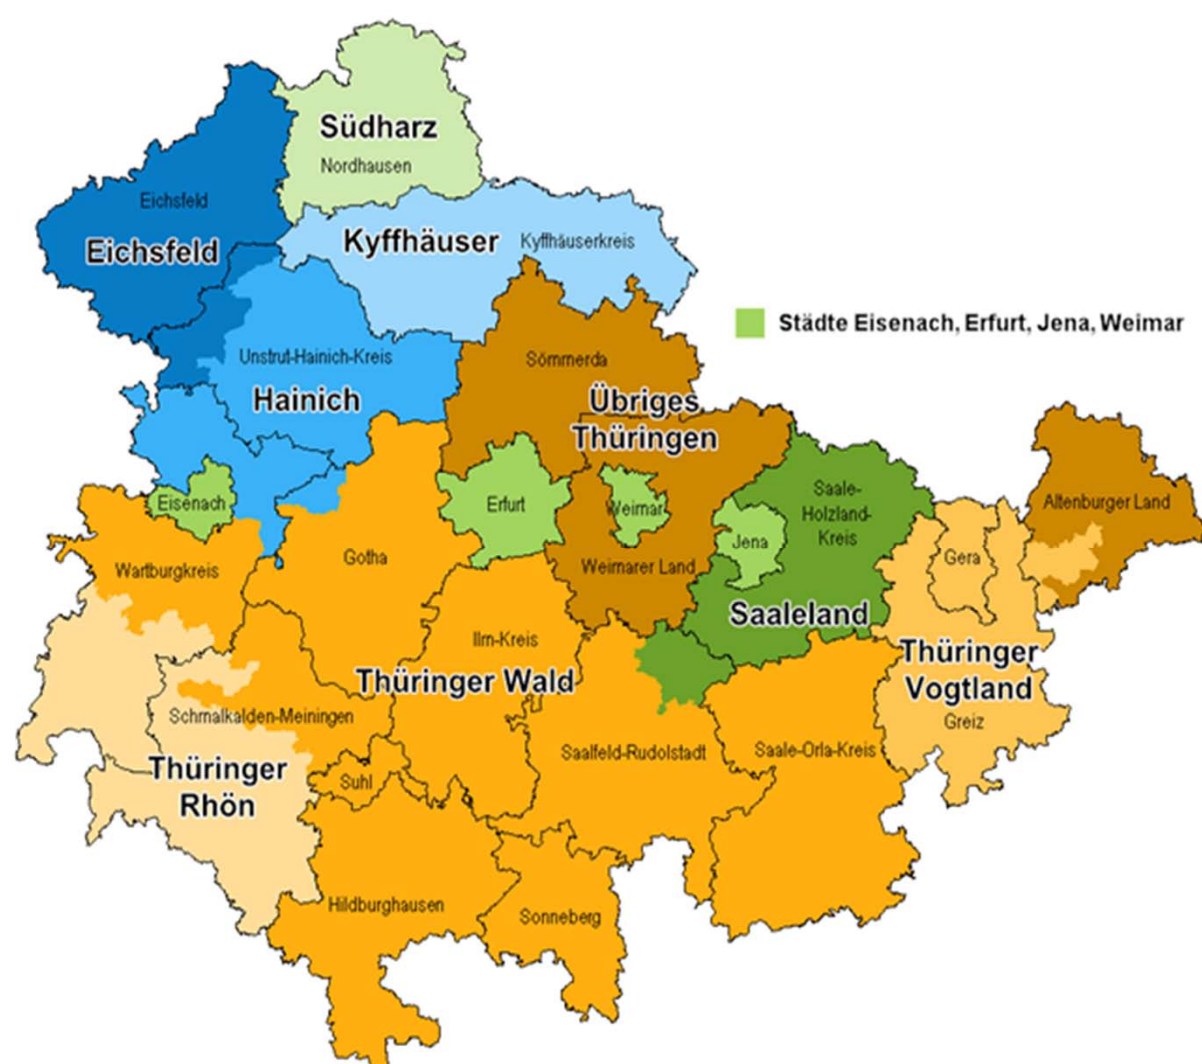 Südharz
Nordhausen
Eichsfeld
Eichsfeld
Kyffhäuser
Kyffhäuserkreis
Städte Eisenach, Erfurt, Jena, Weimar
Unstrut-Hainich-Kreis
Hainich
Sömmerda
Übriges
Thüringen
Eisenach
Erfurt
Weimar
Saale-
Holzland-
Kreis
Altenburger Land
Jena
Gera
Wartburgkreis
Gotha
Weimarer Land
Saaleland
Ilm-Kreis
Thüringer Wald
Thüringer
Vogtland
Greiz
Schmalkalden-Meiningen
Saalfeld-Rudolstadt
Saale-Orla-Kreis
Thüringer
Rhön
Suhl
Hildburghausen
Sonneberg